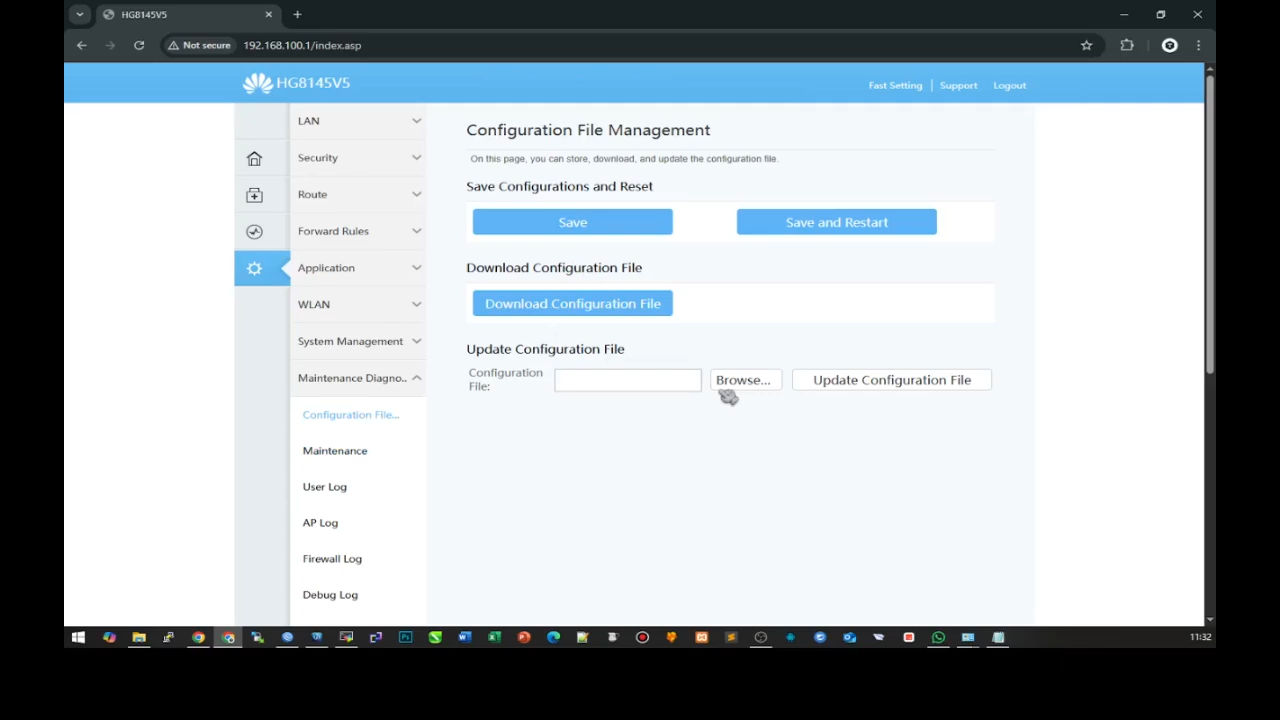 HG8145V5
Not secure
192.168.100.1/index.asp
HG8145V5
Fast Setting
Support
Logout
LAN
Security
Route
Forward Rules
Application
WLAN
System Management
Maintenance Diagno..
Configuration File...
Maintenance
User Log
AP Log
Firewall Log
Debug Log
Configuration File Management
On this page, you can store, download, and update the configuration file.
Save Configurations and Reset
Save
Save and Restart
Download Configuration File
Download Configuration File
Update Configuration File
Configuration
File:
Browse...
Update Configuration File
11:32